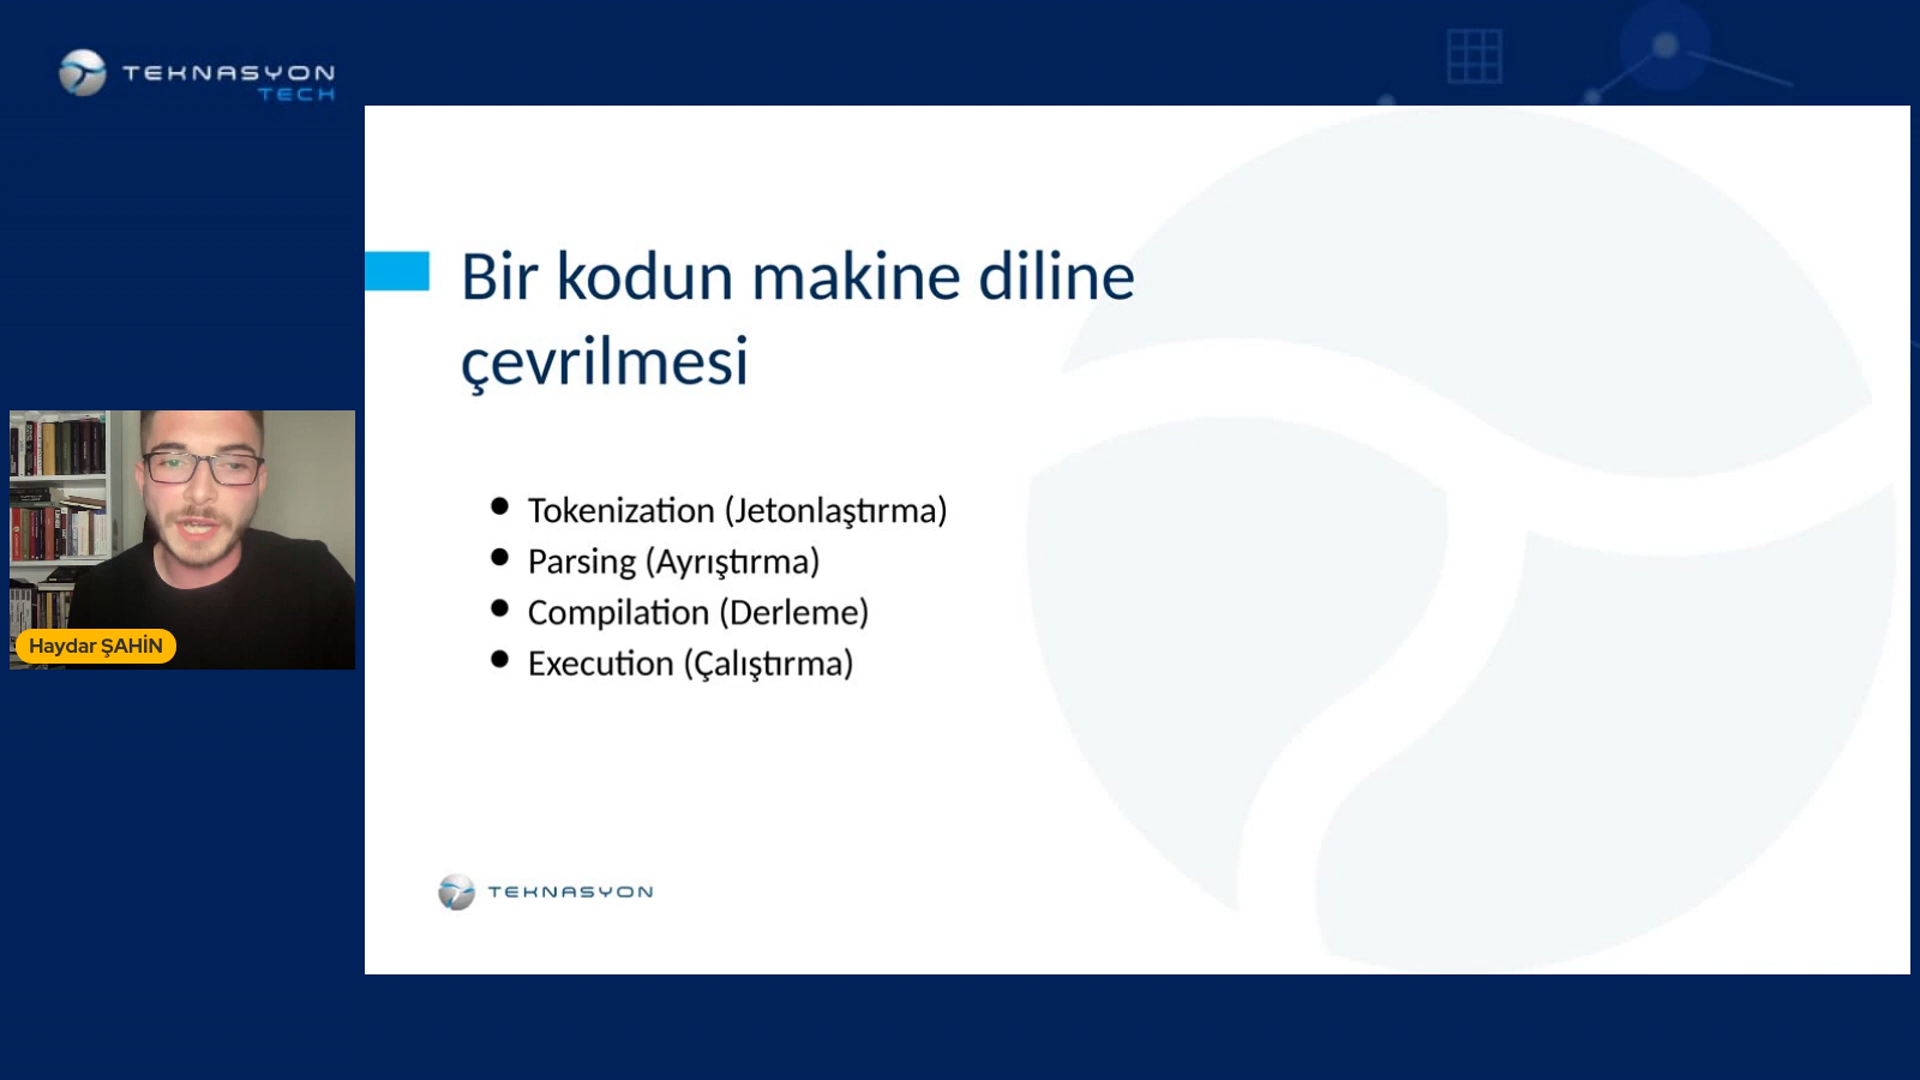 TEKNASYON
TECH
Bir kodun makine diline
çevrilmesi
Tokenization (Jetonlaştırma)
Parsing (Ayrıştırma)
Compilation (Derleme)
Execution (Çalıştırma)
Haydar ŞAHİN
TEKNASYON